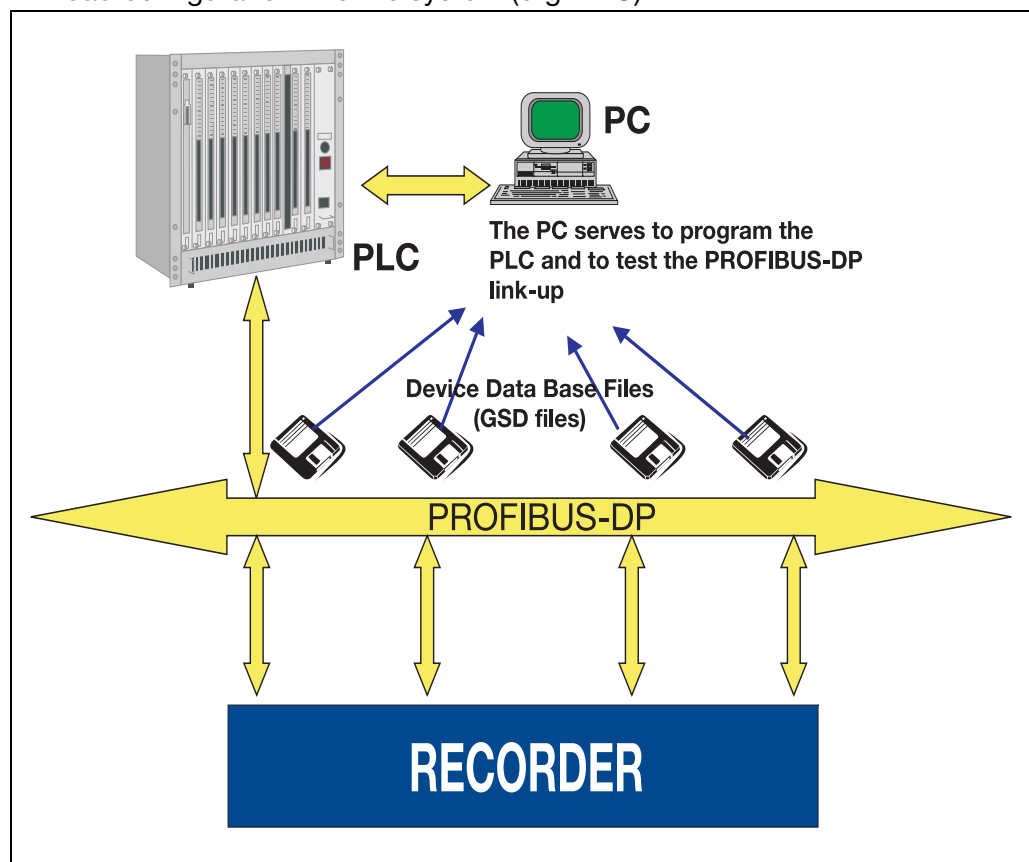 PC
The PC serves to program the
PLC and to test the PROFIBUS-DP
link-up
PLC
Device Data Base Files
(GSD files)
PROFIBUS-DP
RECORDER